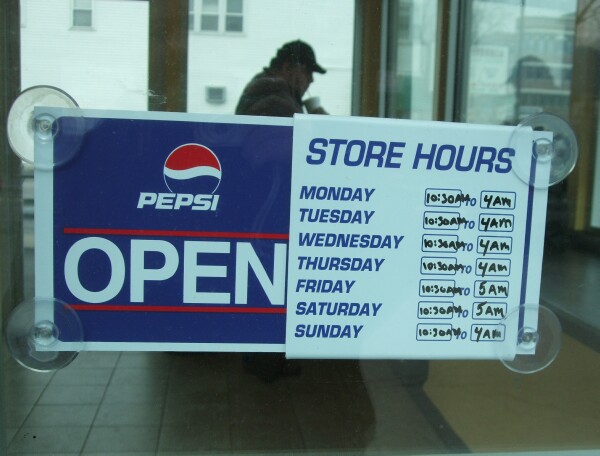 PEPSI
OPEN
STORE HOURS
MONDAY 10:30AM TO 4AM
TUESDAY 10:30AM TO 4AM
WEDNESDAY 10:30AM TO 4AM
THURSDAY 10:30AM TO 4AM
FRIDAY 10:30AM TO 5AM
SATURDAY 10:30AM TO 5AM
SUNDAY 10:30AM TO 4AM